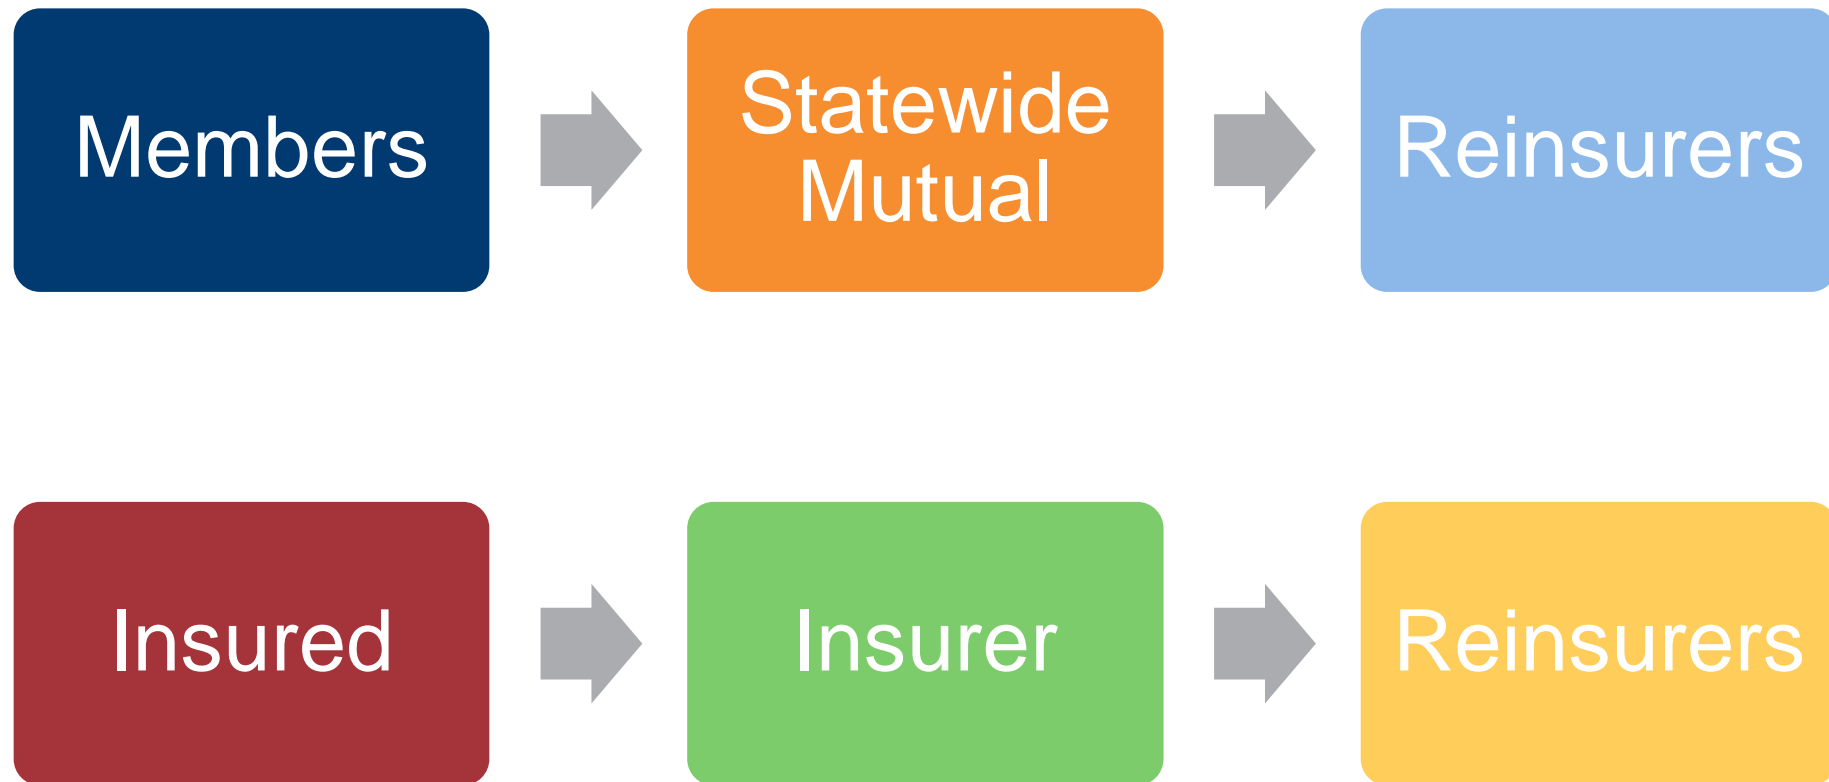 Members
Statewide
Mutual
Reinsurers
Insured
Insurer
Reinsurers